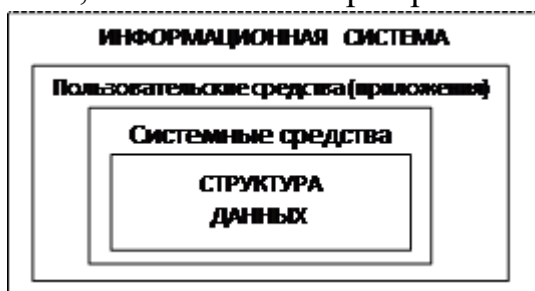 ИНФОРМАЦИОННАЯ СИСТЕМА
Пользовательские средства (приложения)
Системные средства
СТРУКТУРА
ДАННЫХ